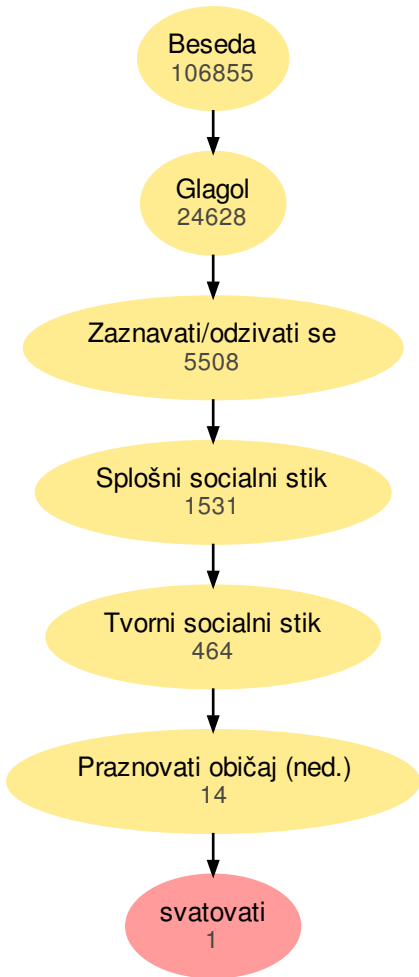 Beseda
106855
Glagol
24628
Zaznavati/odzivati se
5508
Splošni socialni stik
1531
Tvorni socialni stik
464
Praznovati običaj (ned.)
14
svatovati
1